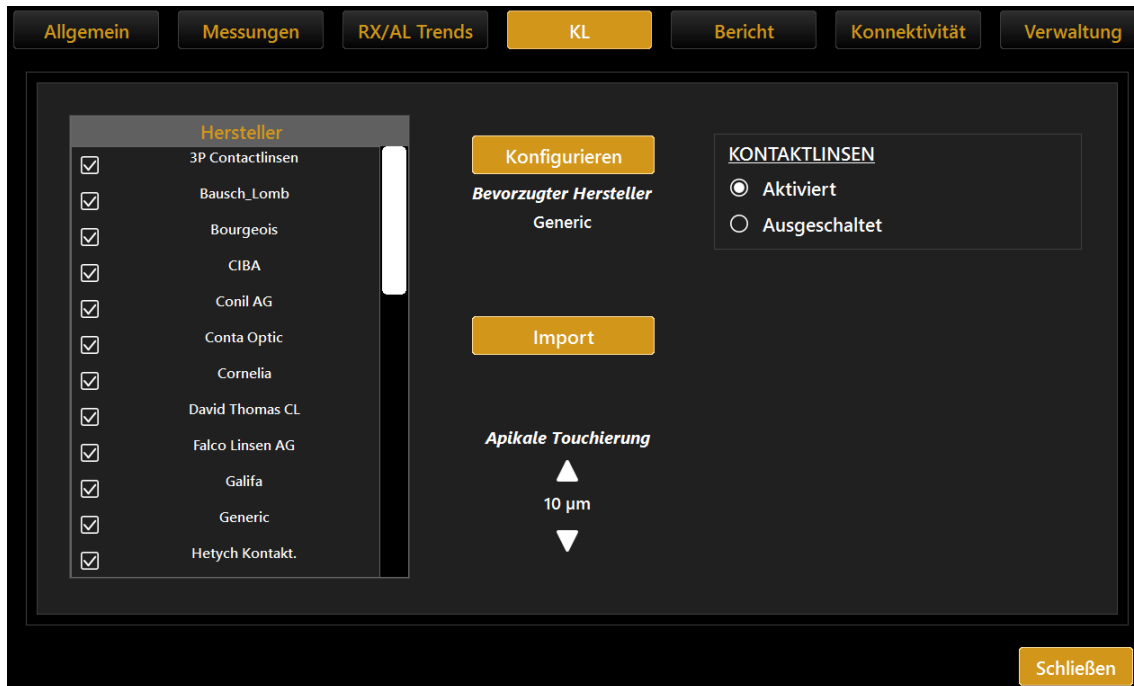 Allgemein
Messungen
RX/AL Trends
KL
Bericht
Konnektivität
Verwaltung
Hersteller
3P Contactlinsen
Bausch_Lomb
Bourgeois
CIBA
Conil AG
Conta Optic
Cornelia
David Thomas CL
Falco Linsen AG
Galifa
Generic
Hetych Kontakt.
Konfigurieren
Bevorzugter Hersteller
Generic
Import
Apikale Touchierung
10 µm
KONTAKTLINSEN
Aktiviert
Ausgeschaltet
Schließen